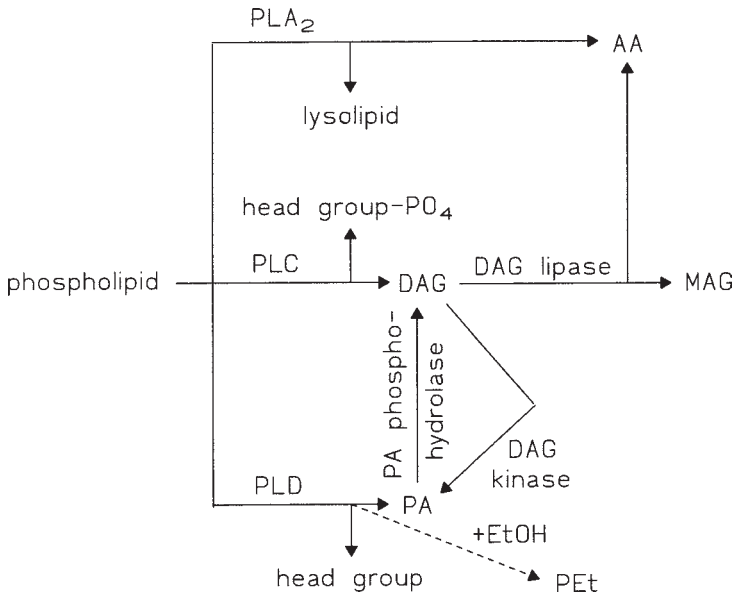 PLA₂
AA
lysolipid
head group-PO₄
phospholipid
PLC
DAG
DAG lipase
MAG
PA phospho-
hydrolase
DAG
kinase
PLD
PA
+EtOH
head group
PEt